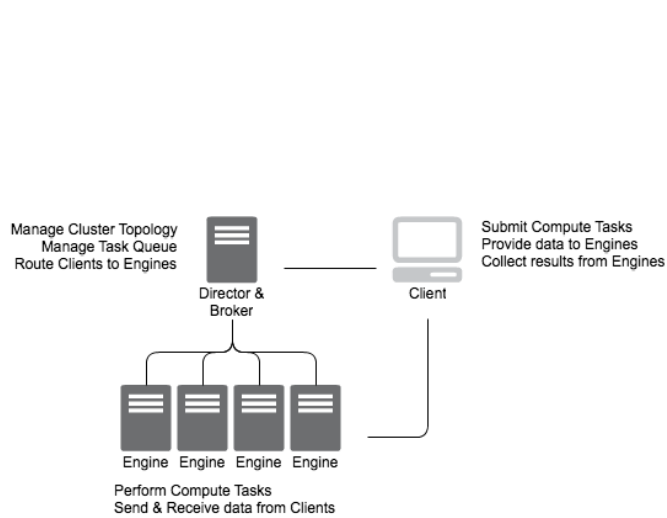 Manage Cluster Topology
Manage Task Queue
Route Clients to Engines
Director &
Broker
Client
Submit Compute Tasks
Provide data to Engines
Collect results from Engines
Engine Engine Engine Engine
Perform Compute Tasks
Send & Receive data from Clients